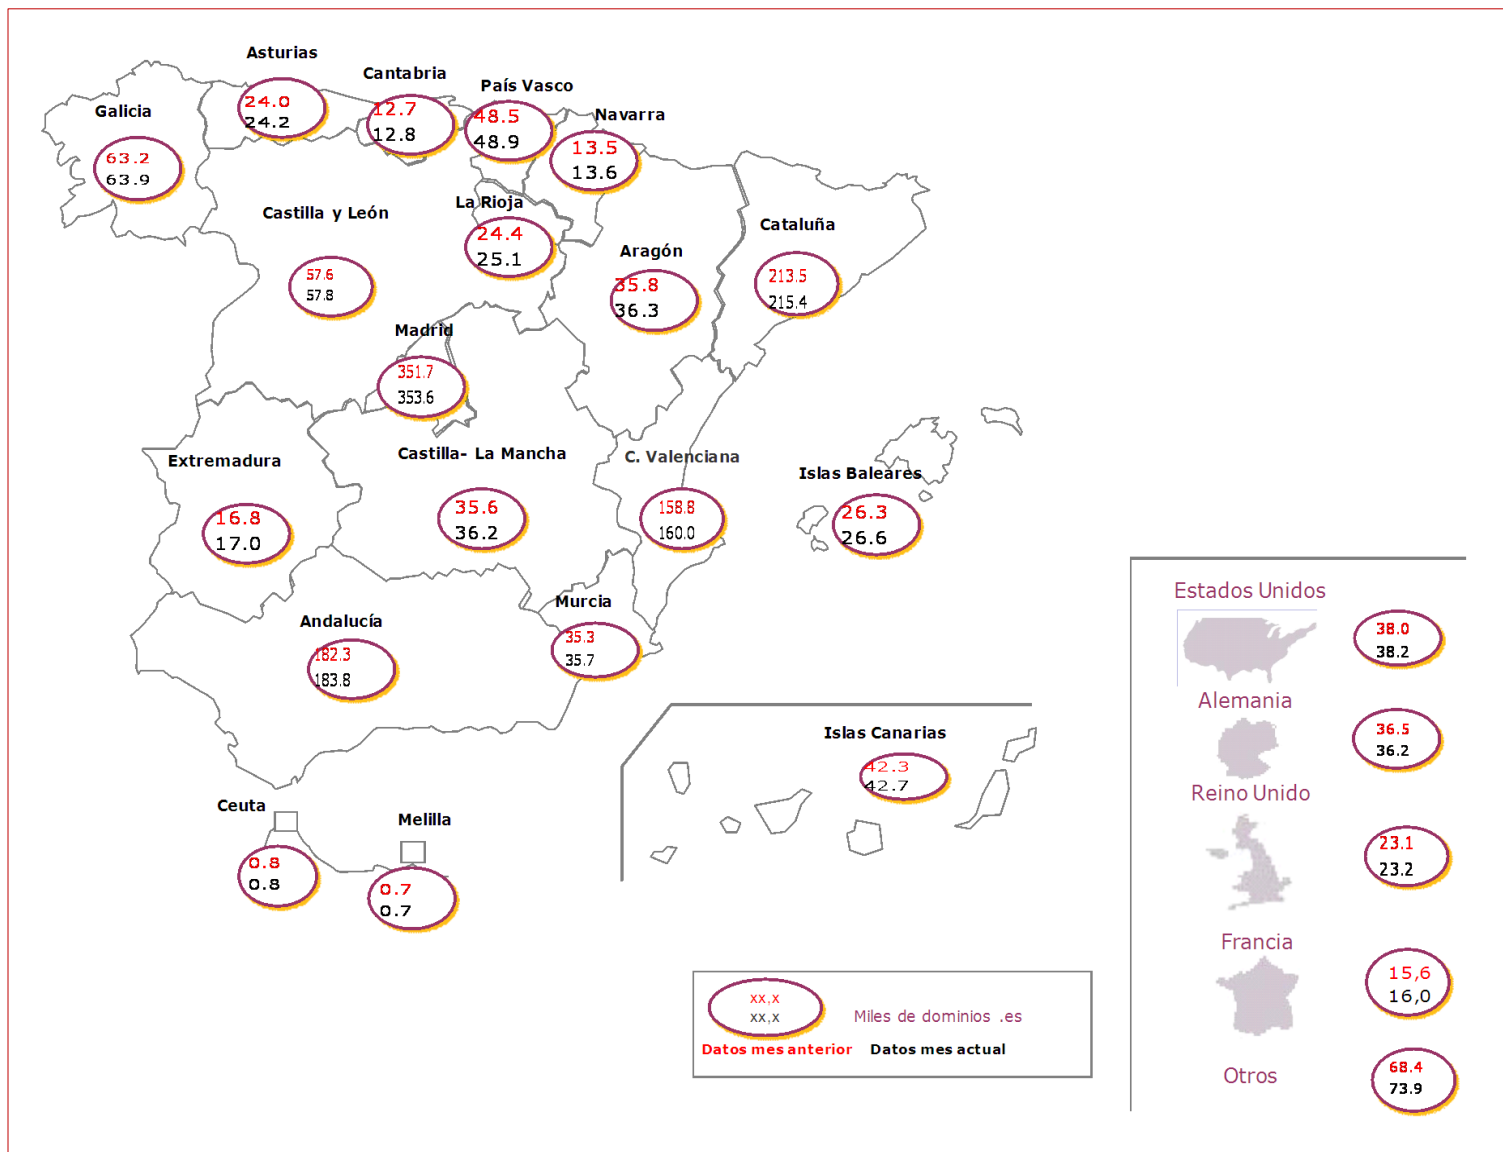 Asturias
24.0
24.2
Cantabria
12.7
12.8
País Vasco
48.5
48.9
Navarra
13.5
13.6
Galicia
63.2
63.9
Castilla y León
57.6
57.8
La Rioja
24.4
25.1
Aragón
35.8
36.3
Cataluña
213.5
215.4
Madrid
351.7
353.6
Extremadura
16.8
17.0
Castilla- La Mancha
35.6
36.2
C. Valenciana
158.8
160.0
Islas Baleares
26.3
26.6
Andalucía
182.3
183.8
Murcia
35.3
35.7
Islas Canarias
42.3
42.7
Ceuta
0.8
0.8
Melilla
0.7
0.7
Estados Unidos
38.0
38.2
Alemania
36.5
36.2
Reino Unido
23.1
23.2
Francia
15,6
16,0
Otros
68.4
73.9
xx,x
xx,x
Miles de dominios .es
Datos mes anterior Datos mes actual